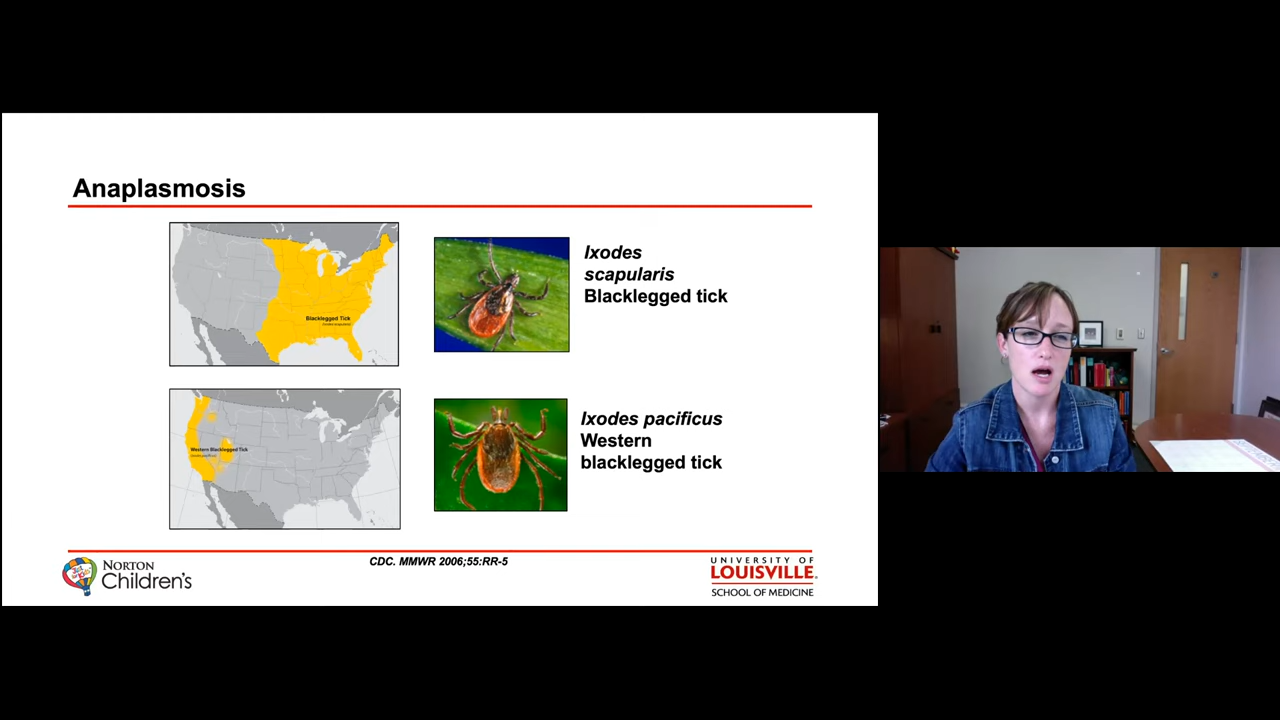 Anaplasmosis
Blacklegged Tick
Ixodes
scapularis
Blacklegged tick
Western Blacklegged Tick
Ixodes pacificus
Western
blacklegged tick
CDC. MMWR 2006;55:RR-5
NORTON
Children's
UNIVERSITY OF
LOUISVILLE.
SCHOOL OF MEDICINE